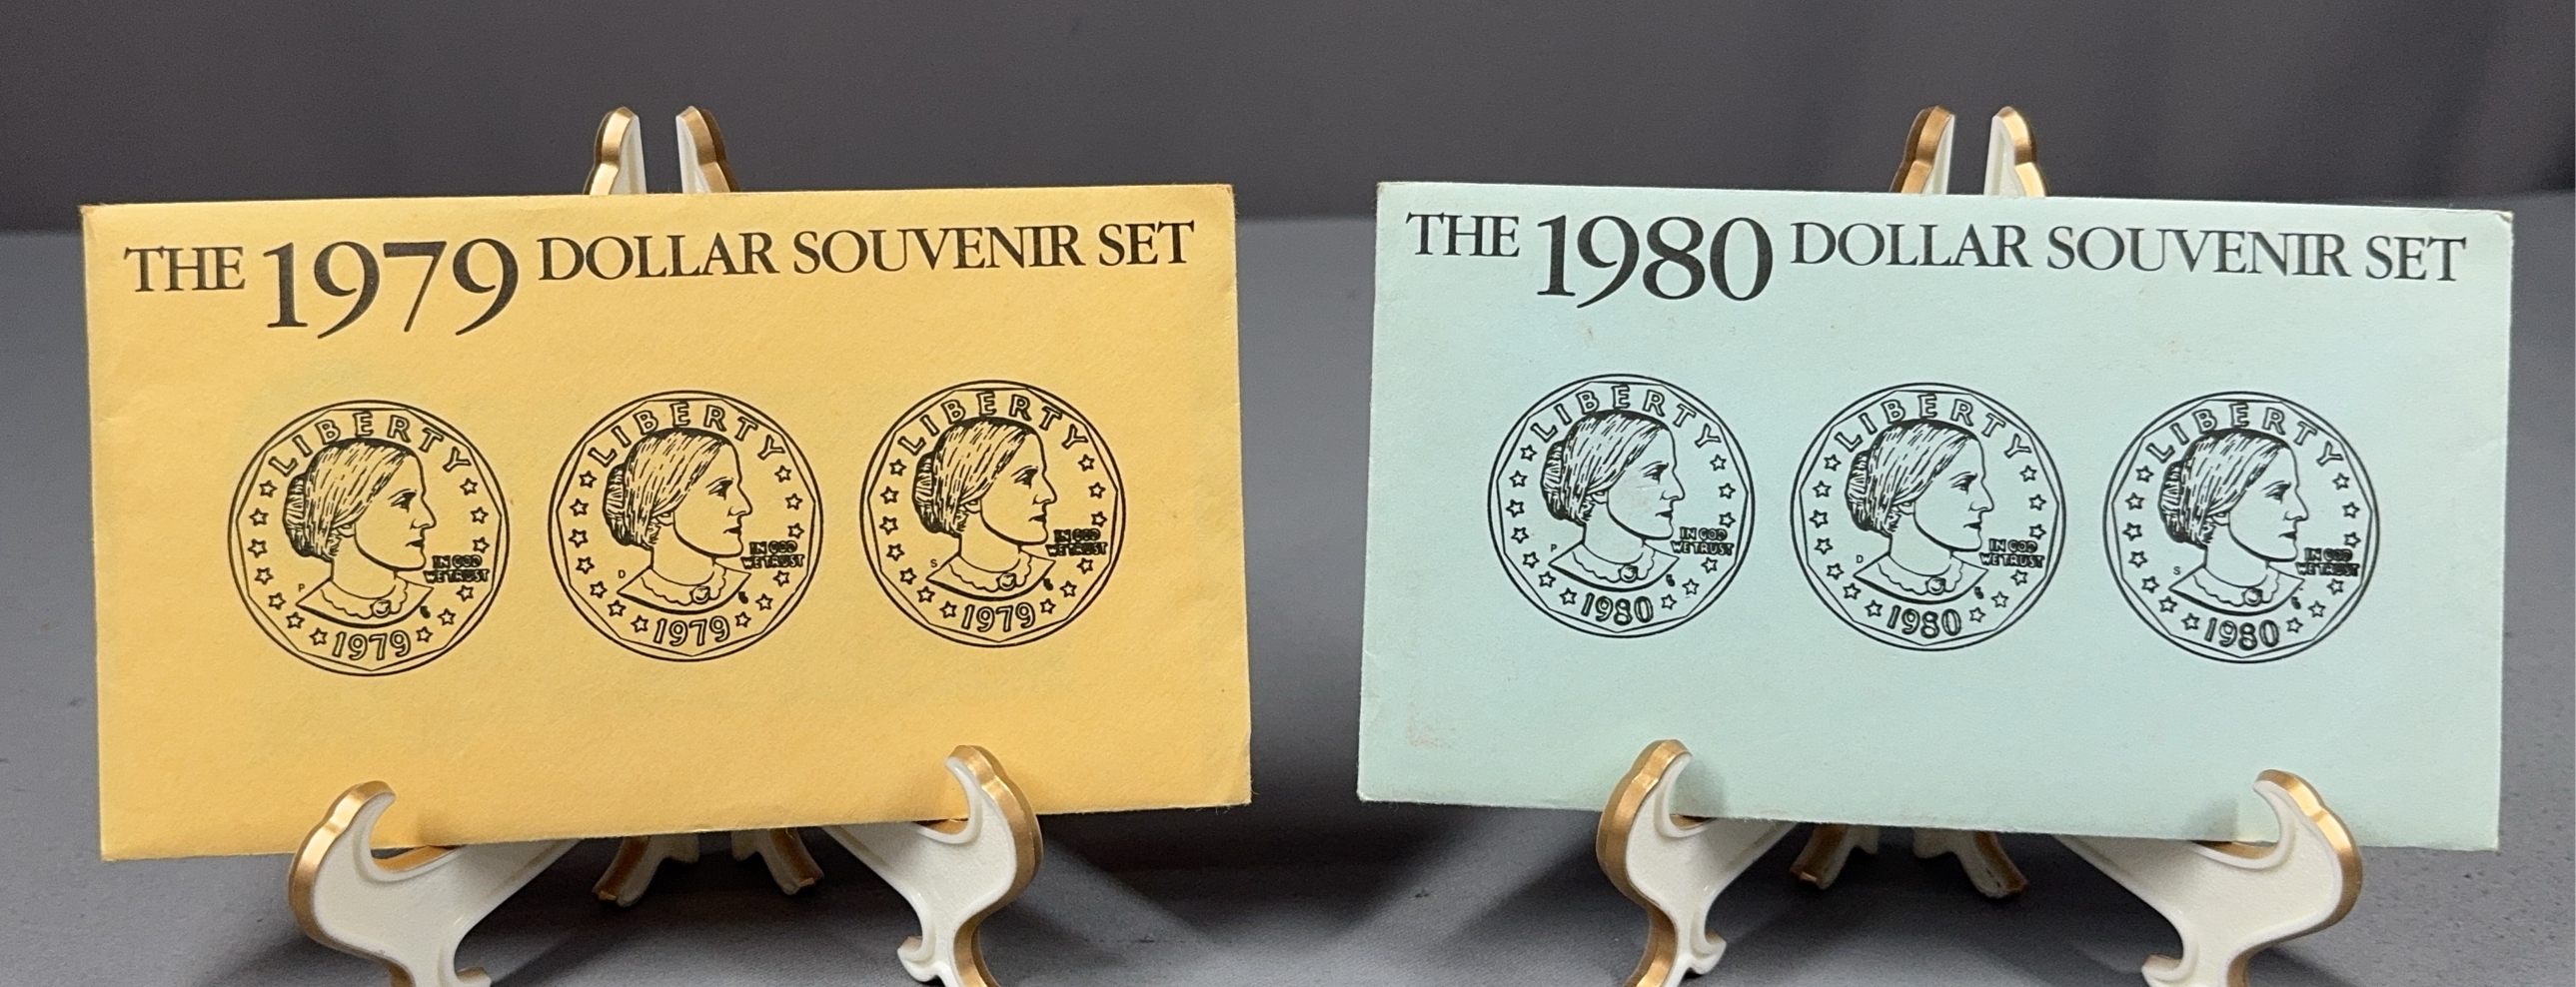 THE 1979 DOLLAR SOUVENIR SET
LIBERTY
IN GOD
WE TRUST
P
1979
LIBERTY
IN GOD
WE TRUST
D
1979
LIBERTY
IN GOD
WE TRUST
S
1979
THE 1980 DOLLAR SOUVENIR SET
LIBERTY
IN GOD
WE TRUST
P
1980
LIBERTY
IN GOD
WE TRUST
D
1980
LIBERTY
IN GOD
WE TRUST
S
1980